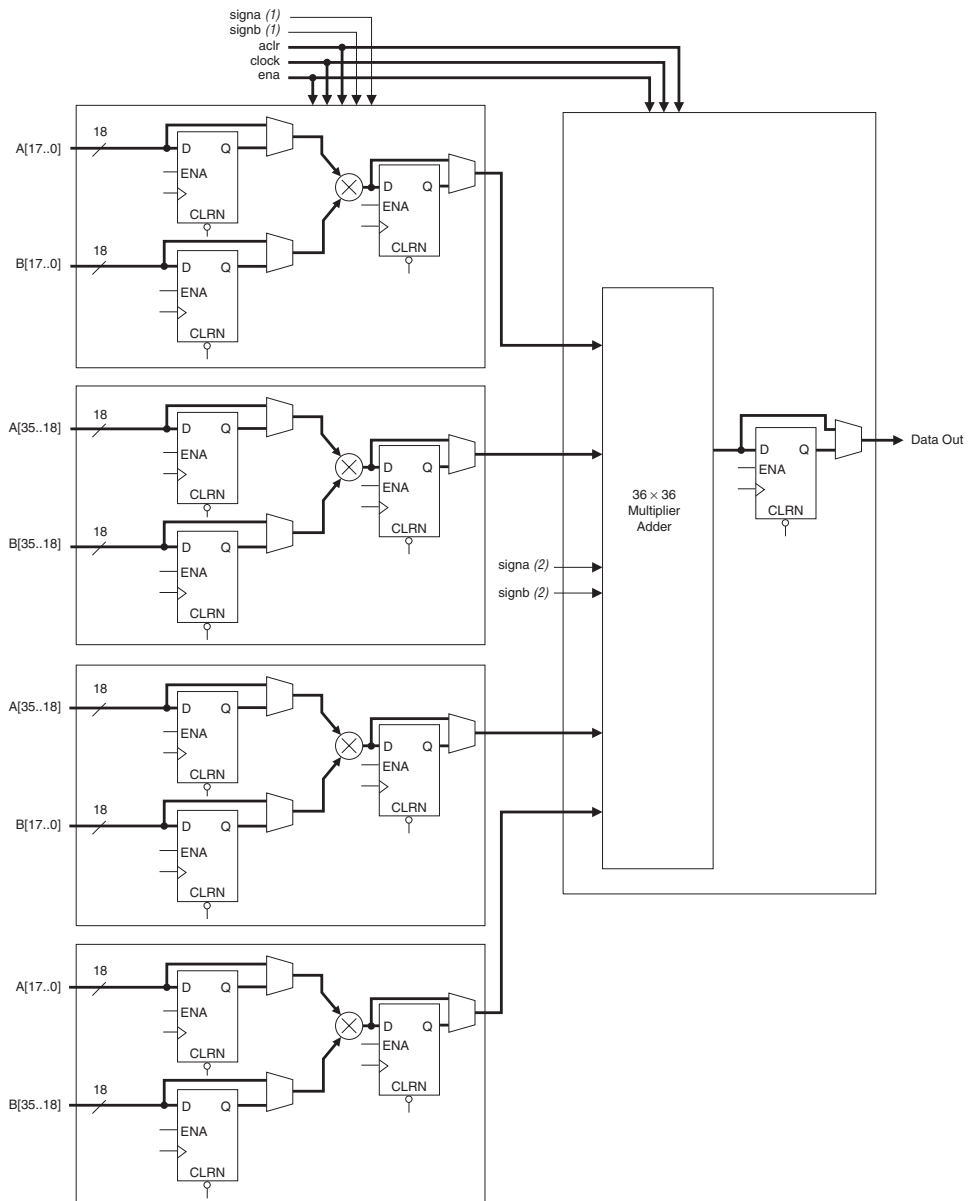 signa (1)
signb (1)
aclr
clock
ena
18
A[17..0]
D Q
ENA
CLRN
D Q
ENA
CLRN
18
B[17..0]
D Q
ENA
CLRN
18
A[35..18]
D Q
ENA
CLRN
D Q
ENA
CLRN
18
B[35..18]
D Q
ENA
CLRN
36 × 36
Multiplier
Adder
signa (2)
signb (2)
D Q
ENA
CLRN
Data Out
18
A[35..18]
D Q
ENA
CLRN
D Q
ENA
CLRN
18
B[17..0]
D Q
ENA
CLRN
18
A[17..0]
D Q
ENA
CLRN
D Q
ENA
CLRN
18
B[35..18]
D Q
ENA
CLRN